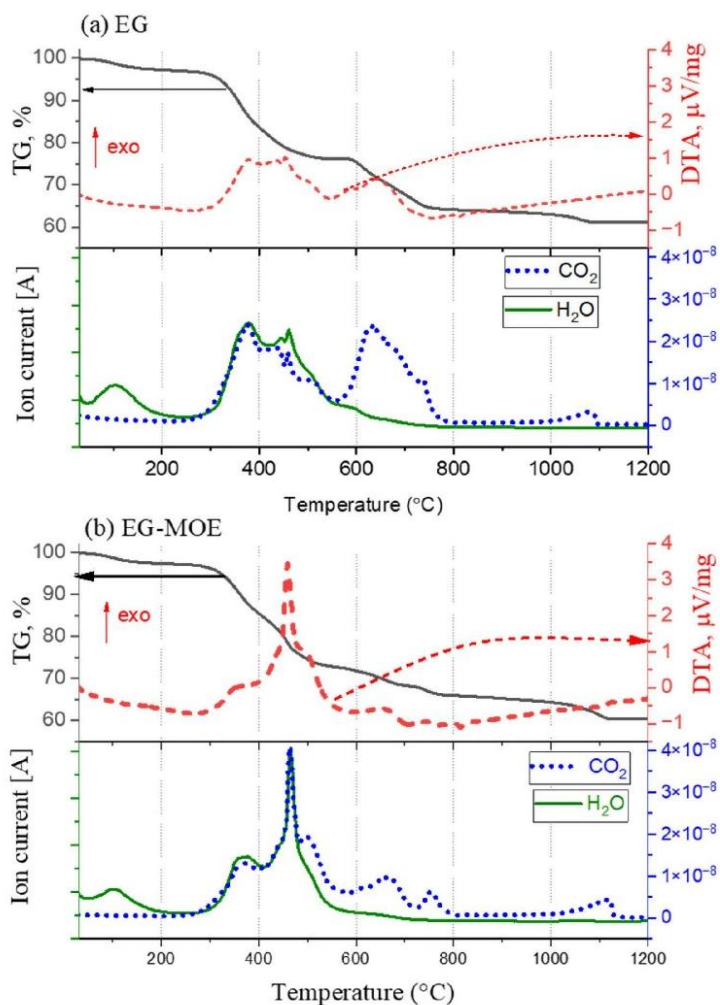 (a) EG
TG, %
100
90
80
70
60
exo
4
3
2
1
0
−1
DTA, µV/mg
Ion current [A]
CO₂
H₂O
4×10⁻⁸
3×10⁻⁸
2×10⁻⁸
1×10⁻⁸
0
200 400 600 800 1000 1200
Temperature (°C)
(b) EG-MOE
TG, %
100
90
80
70
60
exo
4
3
2
1
0
−1
DTA, µV/mg
Ion current [A]
CO₂
H₂O
4×10⁻⁸
3×10⁻⁸
2×10⁻⁸
1×10⁻⁸
0
200 400 600 800 1000 1200
Temperature (°C)